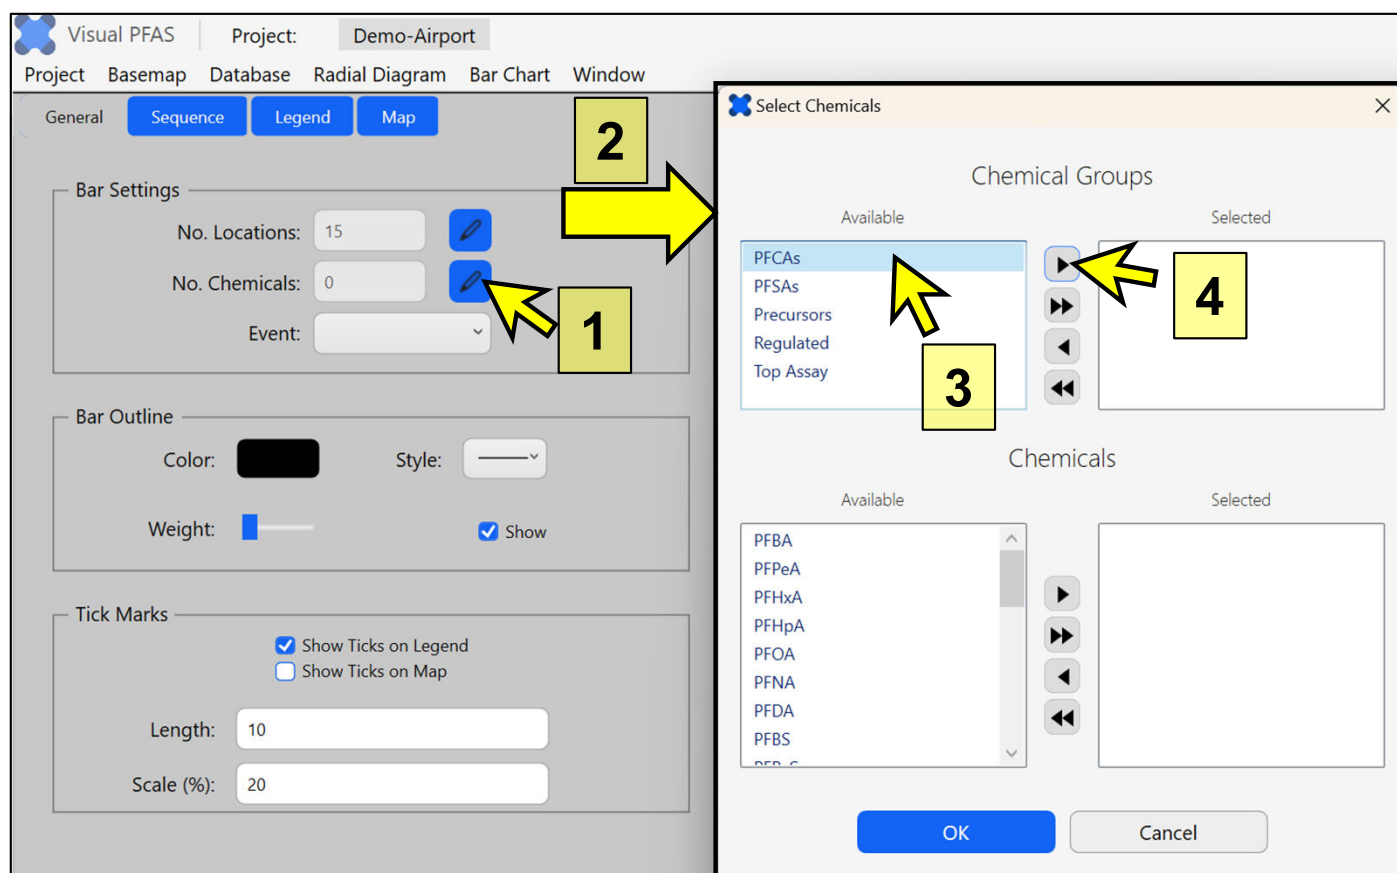 Visual PFAS Project: Demo-Airport
Project Basemap Database Radial Diagram Bar Chart Window
General Sequence Legend Map
Bar Settings
No. Locations: 15
No. Chemicals: 0
Event:
Bar Outline
Color: Style:
Weight: Show
Tick Marks
Show Ticks on Legend
Show Ticks on Map
Length: 10
Scale (%): 20
1
2
Select Chemicals
Chemical Groups
Available Selected
PFCAs
PFSAs
Precursors
Regulated
Top Assay
3
4
Chemicals
Available Selected
PFBA
PFPeA
PFHxA
PFHpA
PFOA
PFNA
PFDA
PFBS
OK Cancel